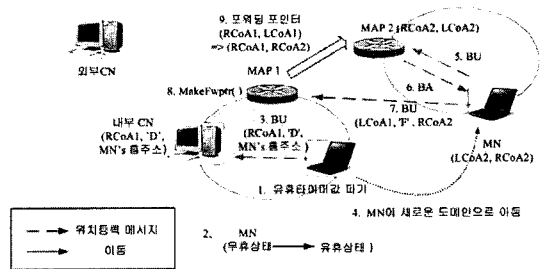 9. 포워딩 포인터
(RCoA1, LCoA1)
=> (RCoA1, RCoA2)
MAP 2 (RCoA2, LCoA2)
외부CN
MAP 1
5. BU
6. BA
8. MakeFwptr( )
7. BU
(LCoA1, 'F', RCoA2
내부 CN
(RCoA1, 'D',
MN's 홈주소)
3. BU
(RCoA1, 'D',
MN's 홈주소)
MN
(LCoA2, RCoA2)
1. 유휴타이머값 파기
4. MN이 새로운 도메인으로 이동
위치등록 메시지
이동
2, MN
(무휴상태 유휴상태 )